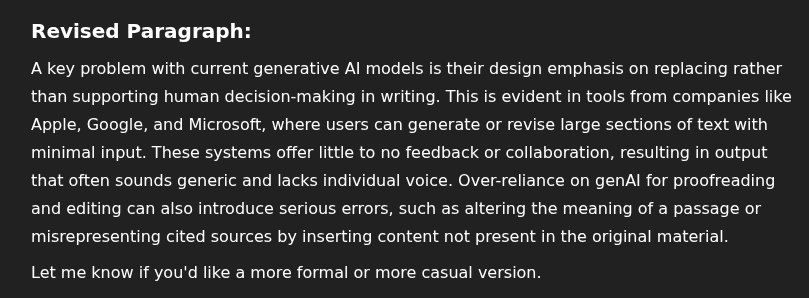 Revised Paragraph:
A key problem with current generative AI models is their design emphasis on replacing rather
than supporting human decision-making in writing. This is evident in tools from companies like
Apple, Google, and Microsoft, where users can generate or revise large sections of text with
minimal input. These systems offer little to no feedback or collaboration, resulting in output
that often sounds generic and lacks individual voice. Over-reliance on genAI for proofreading
and editing can also introduce serious errors, such as altering the meaning of a passage or
misrepresenting cited sources by inserting content not present in the original material.
Let me know if you'd like a more formal or more casual version.